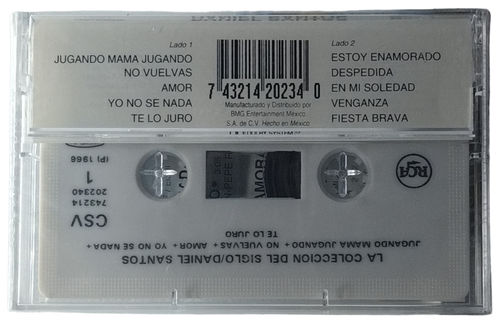 DANIEL SANTOS
Lado 1
JUGANDO MAMA JUGANDO
NO VUELVAS
AMOR
YO NO SE NADA
TE LO JURO
7 43214 20234 0
Manufacturado y Distribuido por
BMG Entertainment México,
S.A. de C.V. Hecho en México
Lado 2
ESTOY ENAMORADO
DESPEDIDA
EN MI SOLEDAD
VENGANZA
FIESTA BRAVA
LA COLECCION DEL SIGLO/DANIEL SANTOS
JUGANDO MAMA JUGANDO + NO VUELVAS + AMOR + YO NO SE NADA +
TE LO JURO
CSV
743214
202340
1
(P) 1966
RCA